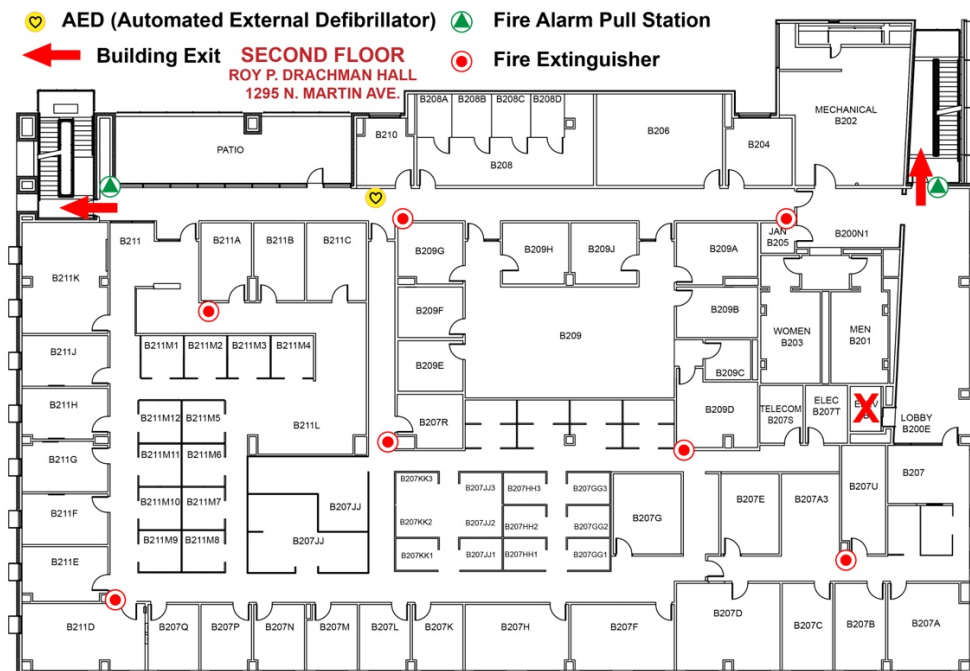 AED (Automated External Defibrillator)
Fire Alarm Pull Station
Building Exit
SECOND FLOOR
Fire Extinguisher
ROY P. DRACHMAN HALL
1295 N. MARTIN AVE.
B208A
B208B
B208C
B208D
MECHANICAL
B202
B210
B206
B204
PATIO
B208
B211
B211A
B211B
B211C
B209G
B209H
B209J
B209A
JAN
B205
B200N1
B211K
B209F
B209B
WOMEN
B203
MEN
B201
B211M1
B211M2
B211M3
B211M4
B211J
B209E
B209
B209C
B211H
B211M12
B211M5
B211L
B207R
B209D
TELECOM
B207S
ELEC
B207T
LOBBY
B200E
B211G
B211M11
B211M6
B207KK3
B207JJ3
B207HH3
B207GG3
B207
B211F
B211M10
B211M7
B207JJ
B207KK2
B207JJ2
B207HH2
B207GG2
B207G
B207E
B207A3
B207U
B211E
B211M9
B211M8
B207JJ
B207KK1
B207JJ1
B207HH1
B207GG1
B211D
B207Q
B207P
B207N
B207M
B207L
B207K
B207H
B207F
B207D
B207C
B207B
B207A